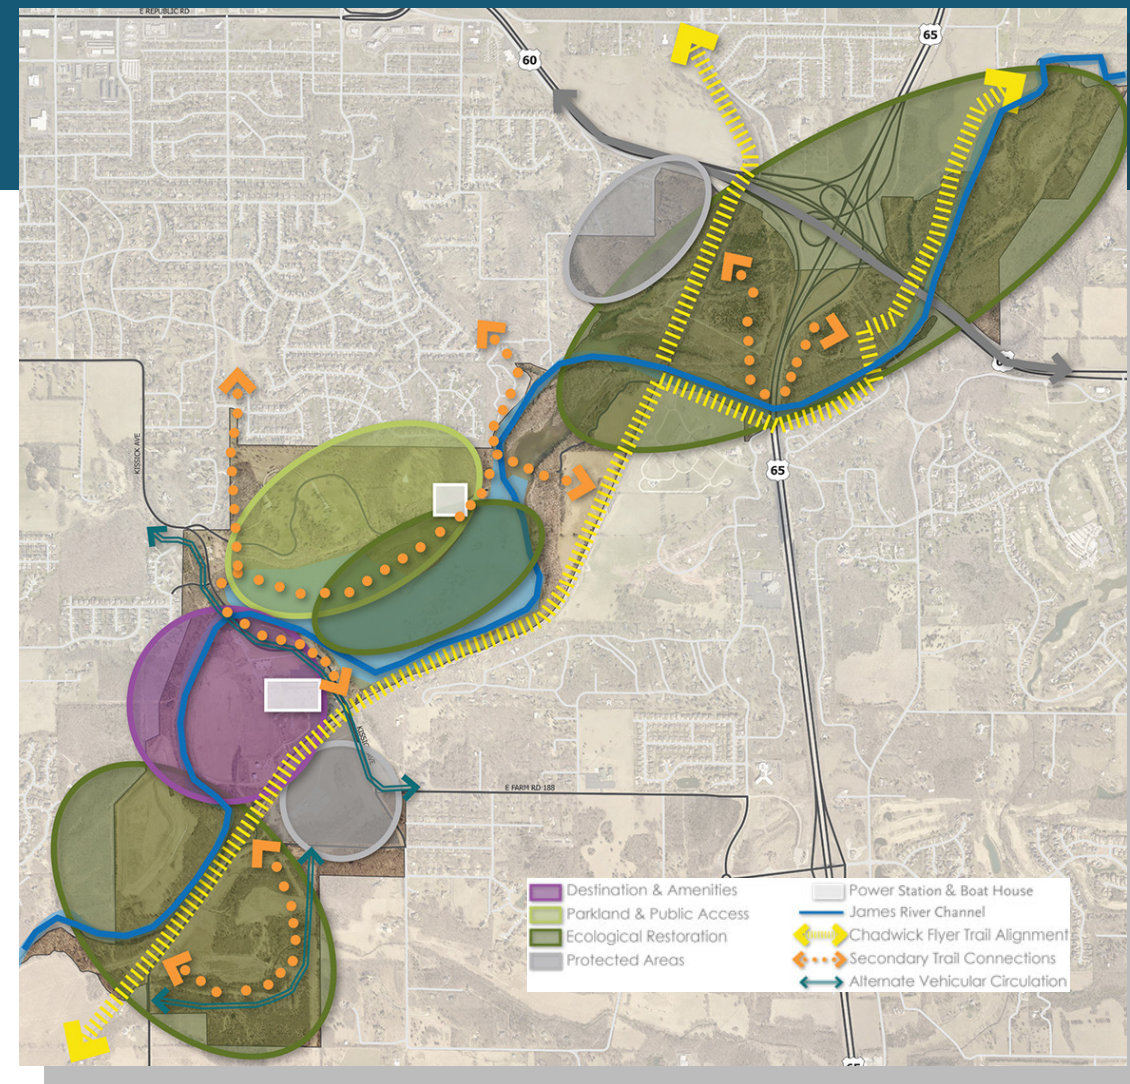 E REPUBLIC RD
60
65
KISSICK AVE
65
E FARM RD 188
Destination & Amenities
Parkland & Public Access
Ecological Restoration
Protected Areas
Power Station & Boat House
James River Channel
Chadwick Flyer Trail Alignment
Secondary Trail Connections
Alternate Vehicular Circulation